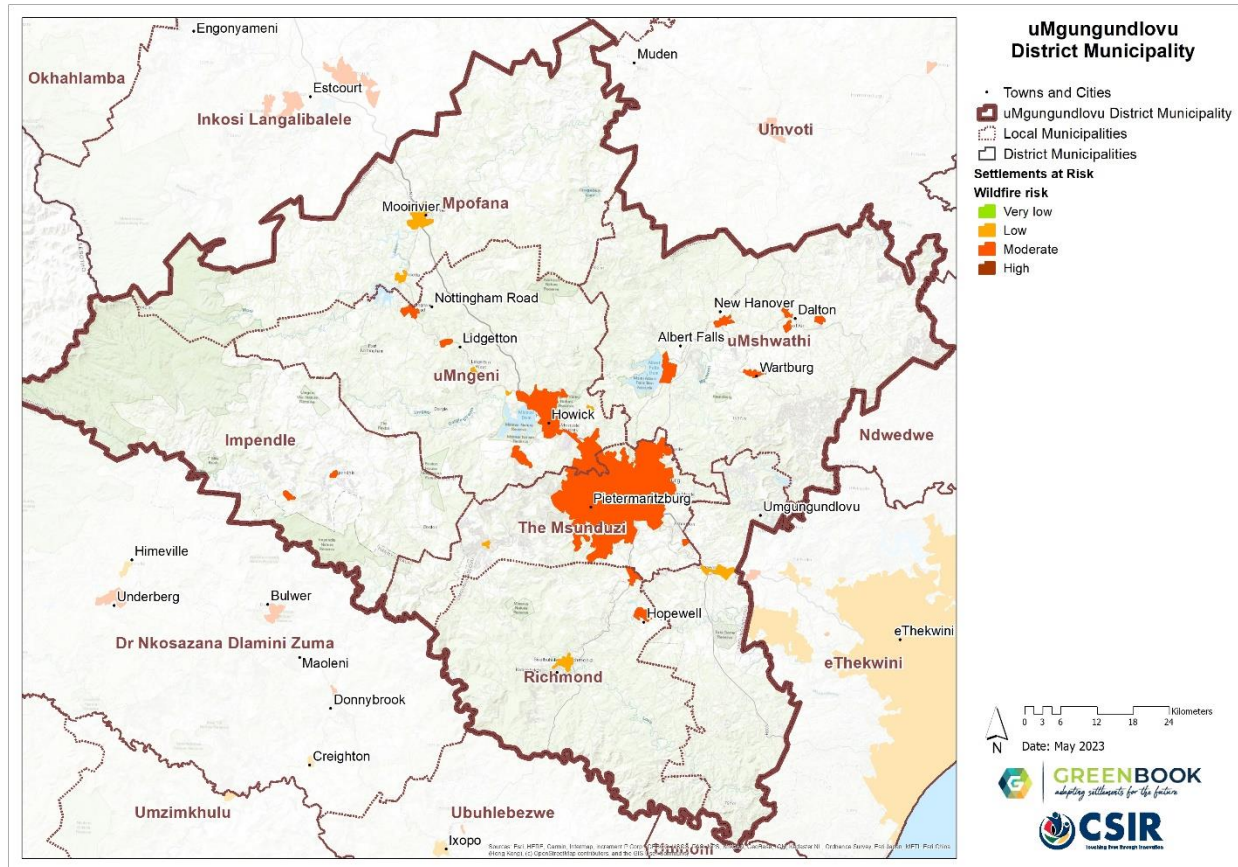 uMgungundlovu
District Municipality
Towns and Cities
uMgungundlovu District Municipality
Local Municipalities
District Municipalities
Settlements at Risk
Wildfire risk
Very low
Low
Moderate
High
Engonyameni
Okhahlamba
Estcourt
Inkosi Langalibalele
Muden
Umvoti
Mooirivier
Mpofana
Nottingham Road
Lidgetton
uMngeni
New Hanover
Dalton
Albert Falls
uMshwathi
Wartburg
Howick
Impendle
Ndwedwe
Pietermaritzburg
Umgungundlovu
The Msunduzi
Himeville
Underberg
Bulwer
Hopewell
eThekwini
Dr Nkosazana Dlamini Zuma
Maoleni
eThekwini
Richmond
Donnybrook
Creighton
Umzimkhulu
Ubuhlebezwe
Ixopo
Kilometers
0 3 6 12 18 24
N
Date: May 2023
GREENBOOK
adapting settlements for the future
CSIR
Touching lives through innovation